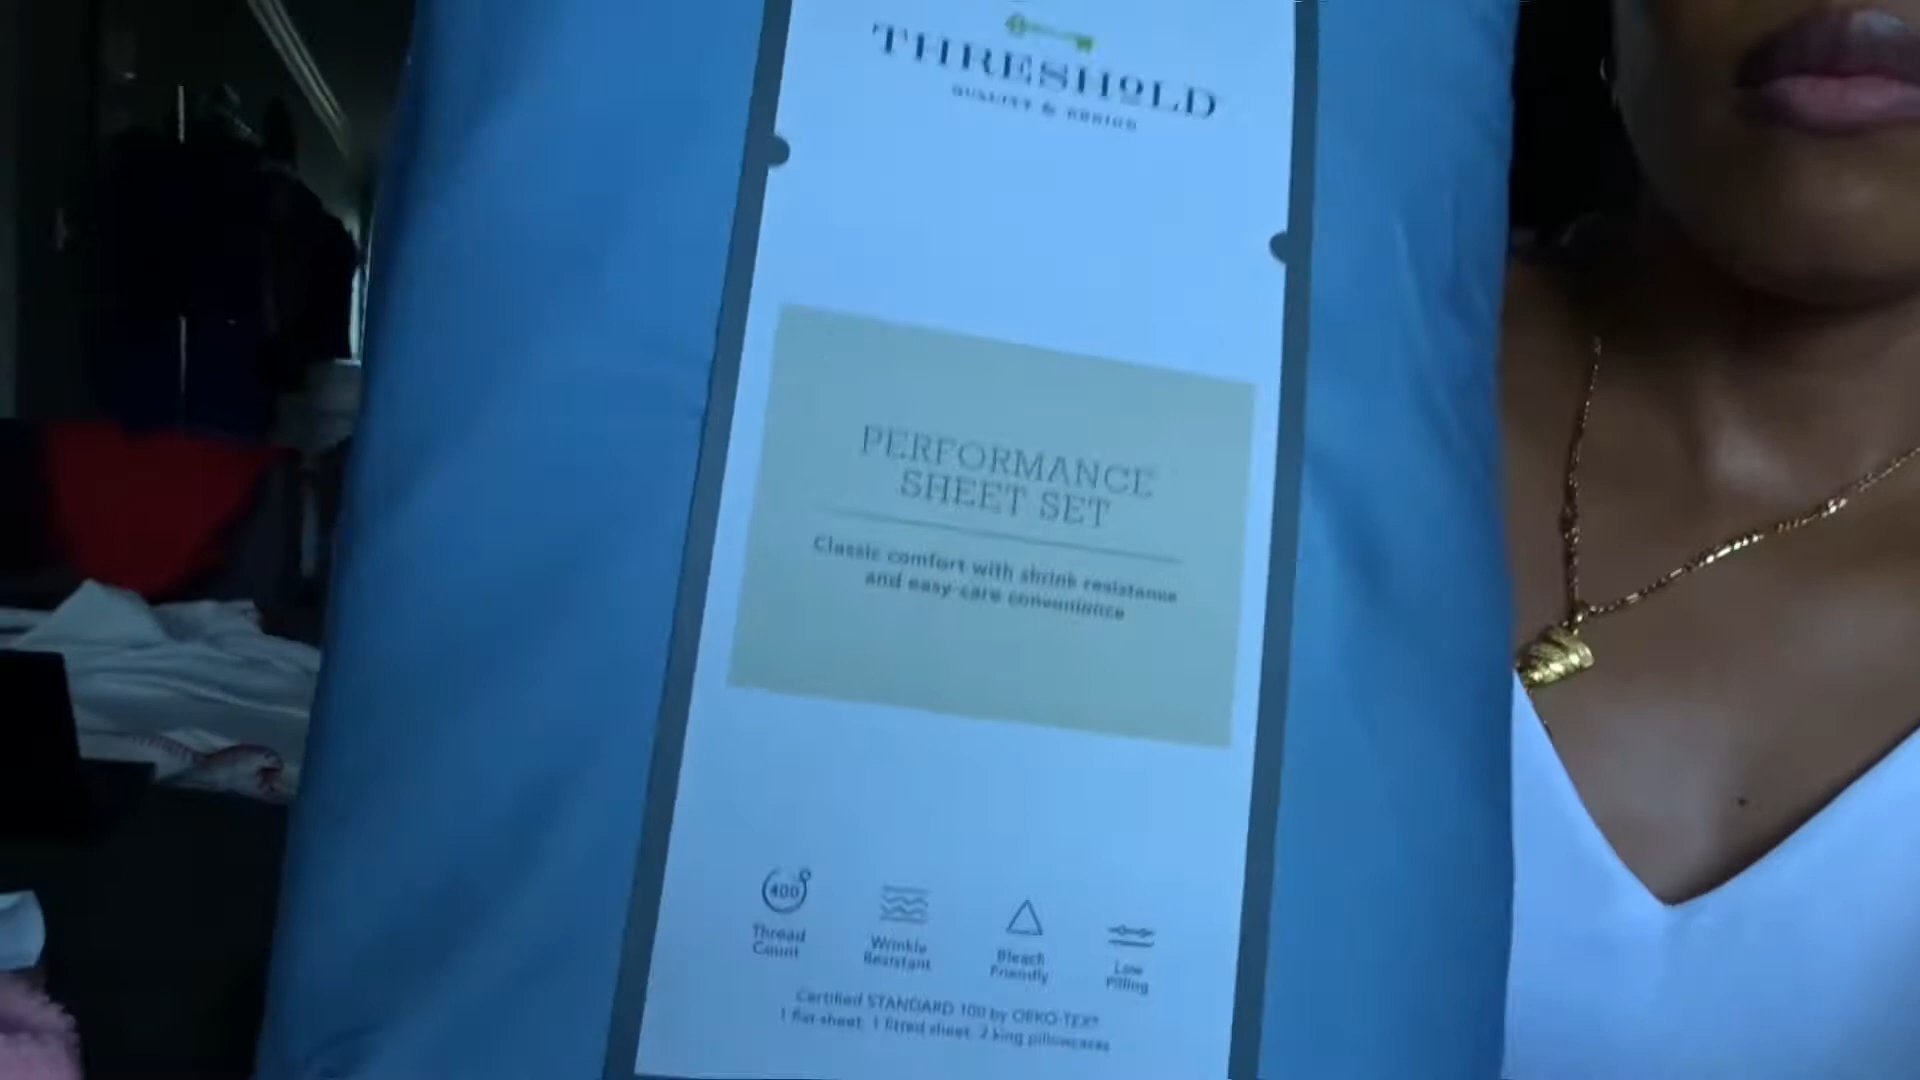 THRESHOLD
QUALITY & DESIGN
PERFORMANCE
SHEET SET
Classic comfort with shrink resistance
and easy-care convenience
400
Thread
Count
Wrinkle
Resistant
Bleach
Friendly
Low
Pilling
Certified STANDARD 100 by OEKO-TEX®
1 flat sheet, 1 fitted sheet, 2 king pillowcases